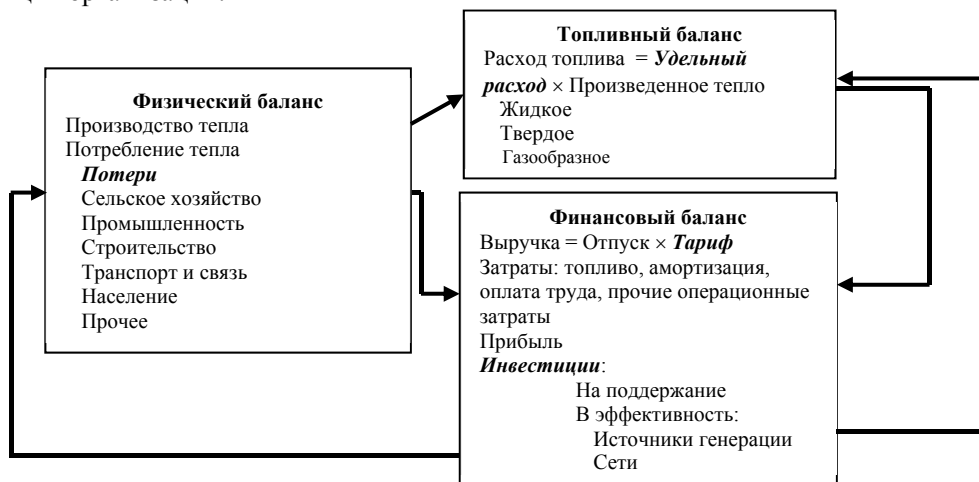 Физический баланс
Производство тепла
Потребление тепла
Потери
Сельское хозяйство
Промышленность
Строительство
Транспорт и связь
Население
Прочее
Топливный баланс
Расход топлива = Удельный
расход × Произведенное тепло
Жидкое
Твердое
Газообразное
Финансовый баланс
Выручка = Отпуск × Тариф
Затраты: топливо, амортизация,
оплата труда, прочие операционные
затраты
Прибыль
Инвестиции:
На поддержание
В эффективность:
Источники генерации
Сети